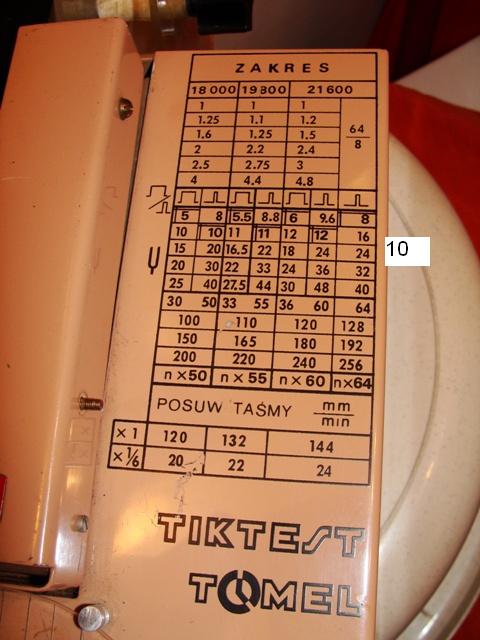 ZAKRES
18 000 19 800 21 600
1 1 1
1.25 1.1 1.2
1.6 1.25 1.5 64/8
2 2.2 2.4
2.5 2.75 3
4 4.4 4.8
5 8 5.5 8.8 6 9.6 8
10 10 11 11 12 12 16
15 20 16.5 22 18 24 24
20 30 22 33 24 36 32
25 40 27.5 44 30 48 40
30 50 33 55 36 60 64
100 110 120 128
150 165 180 192
200 220 240 256
n×50 n×55 n×60 n×64
POSUW TAŚMY mm/min
×1 120 132 144
×1/6 20 22 24
TIKTEST
TOMEL
10